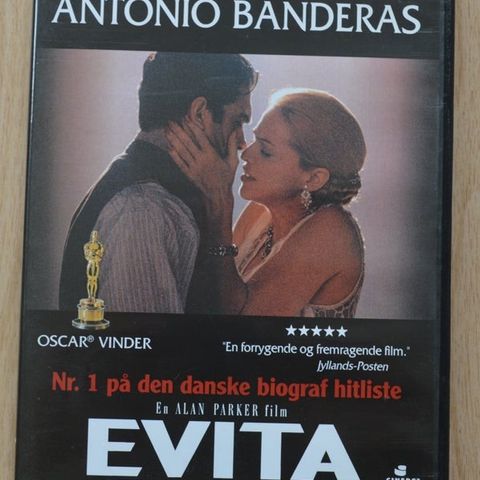 ANTONIO BANDERAS
OSCAR® VINDER
★★★★★
"En forrygende og fremragende film."
Jyllands-Posten
Nr. 1 på den danske biograf hitliste
En ALAN PARKER film
EVITA